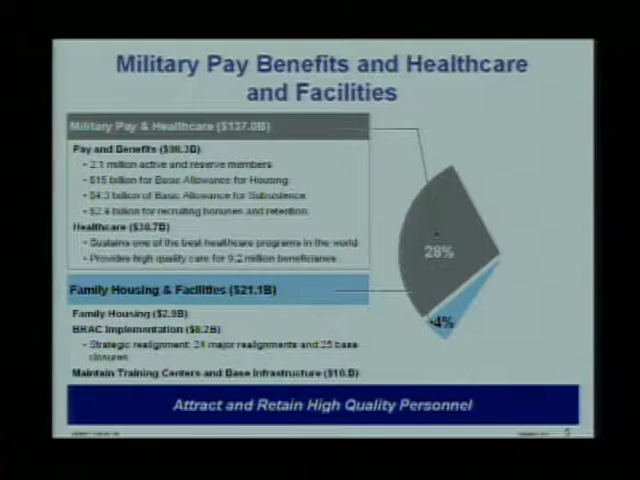 Military Pay Benefits and Healthcare
and Facilities
Military Pay & Healthcare ($137.0B)
Pay and Benefits ($98.3B)
• 2.1 million active and reserve members
• $15 billion for Basic Allowance for Housing
• $4.3 billion of Basic Allowance for Subsistence
• $2.4 billion for recruiting bonuses and retention
Healthcare ($38.7B)
• Sustains one of the best healthcare programs in the world
• Provides high quality care for 9.2 million beneficiaries
28%
Family Housing & Facilities ($21.1B)
4%
Family Housing ($2.9B)
BRAC Implementation ($8.2B)
• Strategic realignment: 24 major realignments and 25 base
closures
Maintain Training Centers and Base Infrastructure ($10.B)
Attract and Retain High Quality Personnel